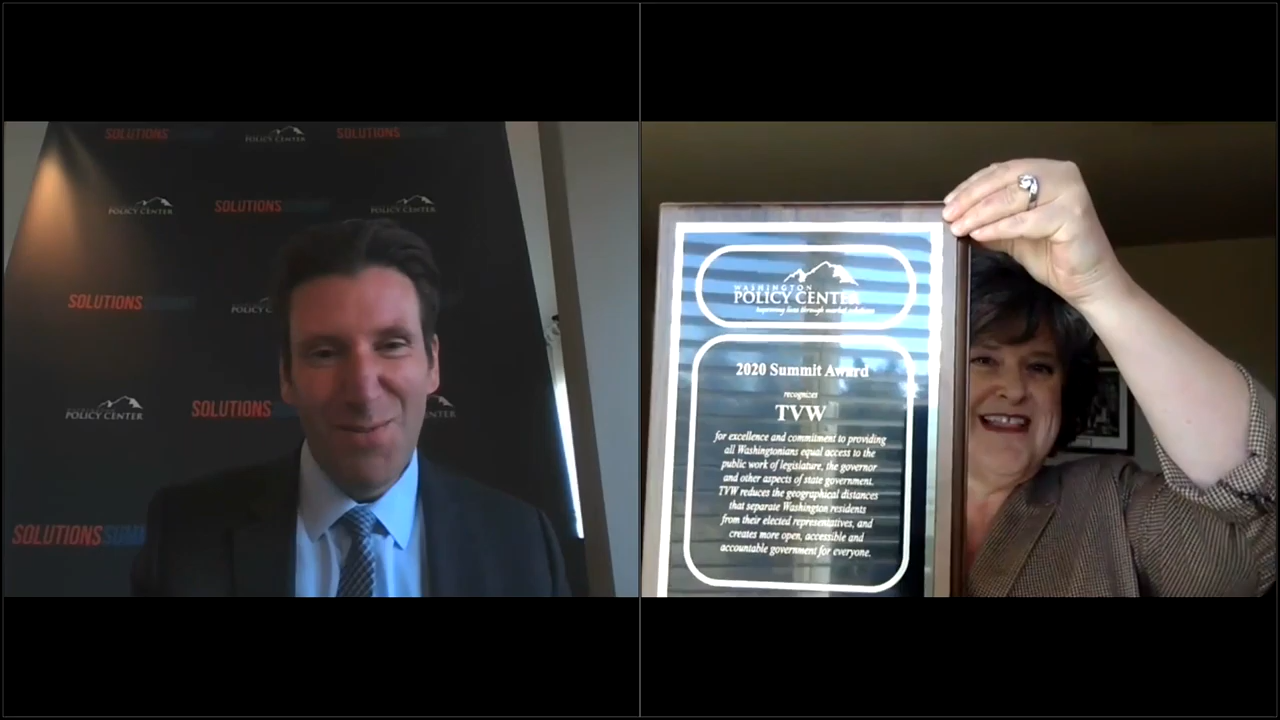 SOLUTIONS
POLICY CENTER
SOLUTIONS
POLICY CENTER
SOLUTIONS
POLICY CENTER
SOLUTIONS
POLICY C
POLICY CENTER
SOLUTIONS
SOLUTIONS SUMM
WASHINGTON
POLICY CENTER
Improving lives through market solutions
2020 Summit Award
recognizes
TVW
for excellence and commitment to providing
all Washingtonians equal access to the
public work of legislature, the governor
and other aspects of state government.
TVW reduces the geographical distances
that separate Washington residents
from their elected representatives, and
creates more open, accessible and
accountable government for everyone.